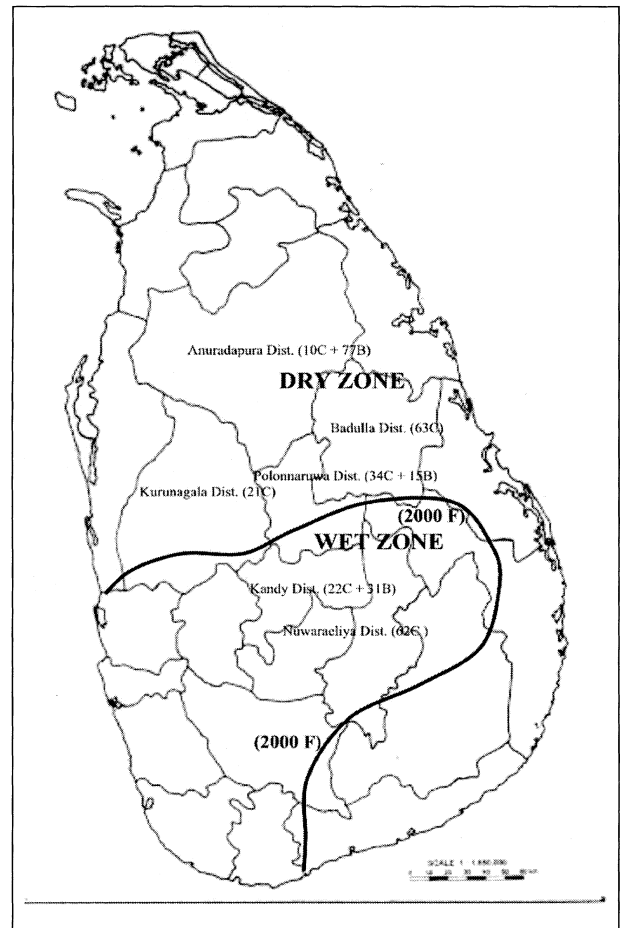 Anuradapura Dist. (10C + 77B)
DRY ZONE
Badulla Dist. (63C)
Polonnaruwa Dist. (34C + 15B)
Kurunagala Dist. (21C)
(2000 F)
WET ZONE
Kandy Dist. (22C + 31B)
Nuwaraeliya Dist. (62C )
(2000 F)
SCALE 1